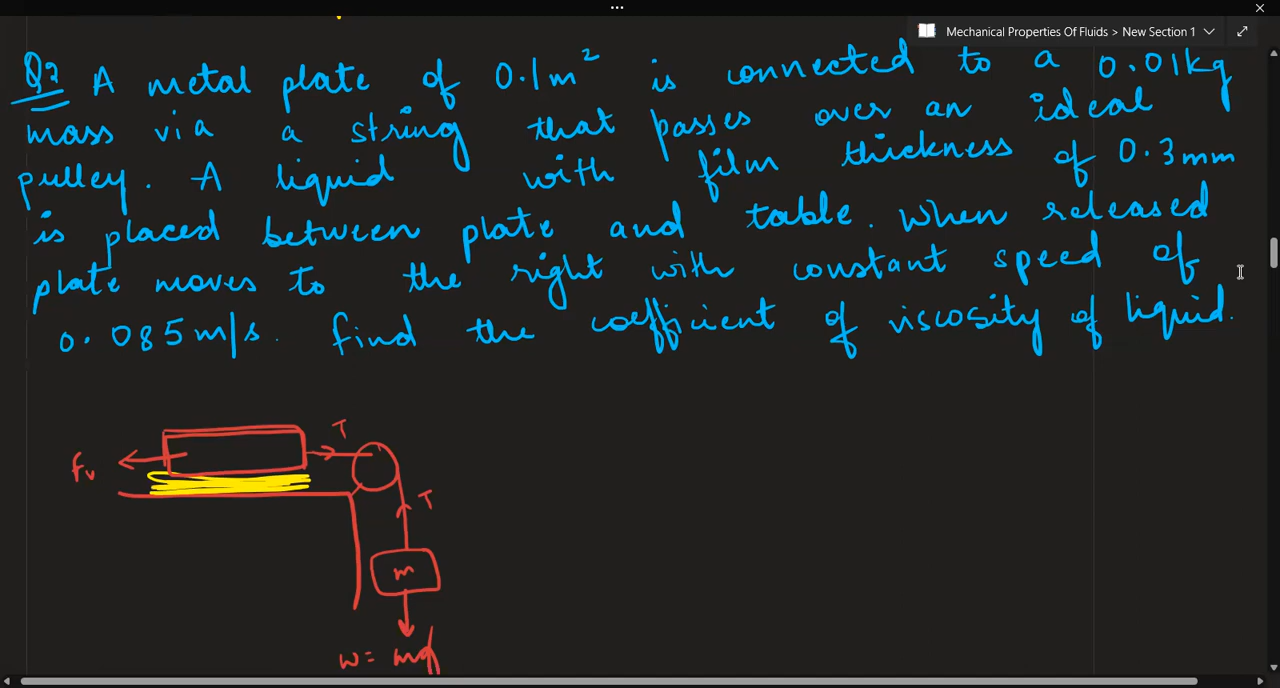 ...
Mechanical Properties Of Fluids > New Section 1
Q2 A metal plate of 0.1m² is connected to a 0.01kg
mass via a string that passes over an ideal
pulley. A liquid with film thickness of 0.3mm
is placed between plate and table. When released
plate moves to the right with constant speed of
0.085m/s. find the coefficient of viscosity of liquid.
T
fv
T
m
w = mg